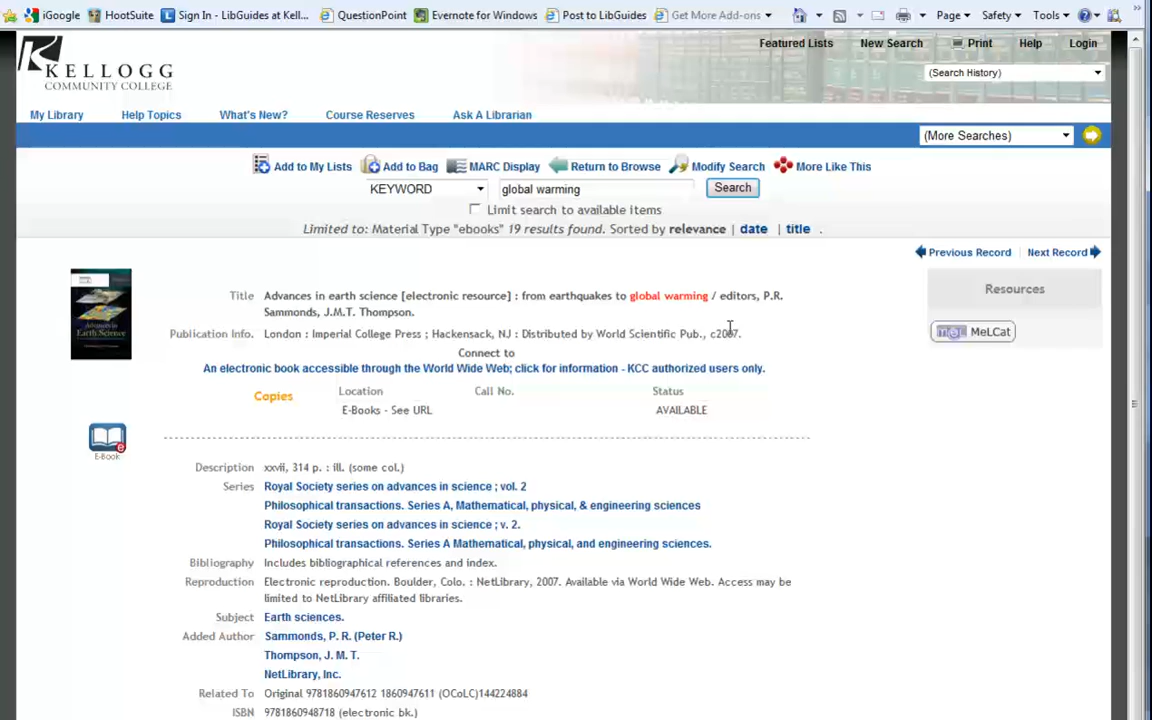 iGoogle HootSuite Sign In - LibGuides at Kell... QuestionPoint Evernote for Windows Post to LibGuides Get More Add-ons Page Safety Tools
Featured Lists New Search Print Help Login
KELLOGG
COMMUNITY COLLEGE
(Search History)
My Library Help Topics What's New? Course Reserves Ask A Librarian
(More Searches)
Add to My Lists Add to Bag MARC Display Return to Browse Modify Search More Like This
KEYWORD global warming Search
Limit search to available items
Limited to: Material Type "ebooks" 19 results found. Sorted by relevance | date | title .
Previous Record Next Record
Resources
MeLCat
Title Advances in earth science [electronic resource] : from earthquakes to global warming / editors, P.R.
Sammonds, J.M.T. Thompson.
Publication Info. London : Imperial College Press ; Hackensack, NJ : Distributed by World Scientific Pub., c2007.
Connect to
An electronic book accessible through the World Wide Web; click for information - KCC authorized users only.
Copies Location Call No. Status
E-Books - See URL AVAILABLE
E-Book
Description xxvii, 314 p. : ill. (some col.)
Series Royal Society series on advances in science ; vol. 2
Philosophical transactions. Series A, Mathematical, physical, & engineering sciences
Royal Society series on advances in science ; v. 2.
Philosophical transactions. Series A Mathematical, physical, and engineering sciences.
Bibliography Includes bibliographical references and index.
Reproduction Electronic reproduction. Boulder, Colo. : NetLibrary, 2007. Available via World Wide Web. Access may be
limited to NetLibrary affiliated libraries.
Subject Earth sciences.
Added Author Sammonds, P. R. (Peter R.)
Thompson, J. M. T.
NetLibrary, Inc.
Related To Original 9781860947612 1860947611 (OCoLC)144224884
ISBN 9781860948718 (electronic bk.)